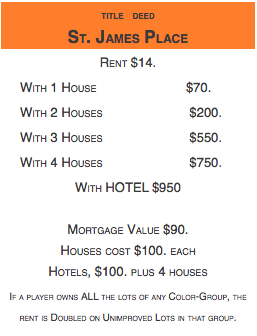 TITLE DEED
ST. JAMES PLACE
RENT $14.
WITH 1 HOUSE $70.
WITH 2 HOUSES $200.
WITH 3 HOUSES $550.
WITH 4 HOUSES $750.
WITH HOTEL $950
MORTGAGE VALUE $90.
HOUSES COST $100. EACH
HOTELS, $100. PLUS 4 HOUSES
IF A PLAYER OWNS ALL THE LOTS OF ANY COLOR-GROUP, THE
RENT IS DOUBLED ON UNIMPROVED LOTS IN THAT GROUP.